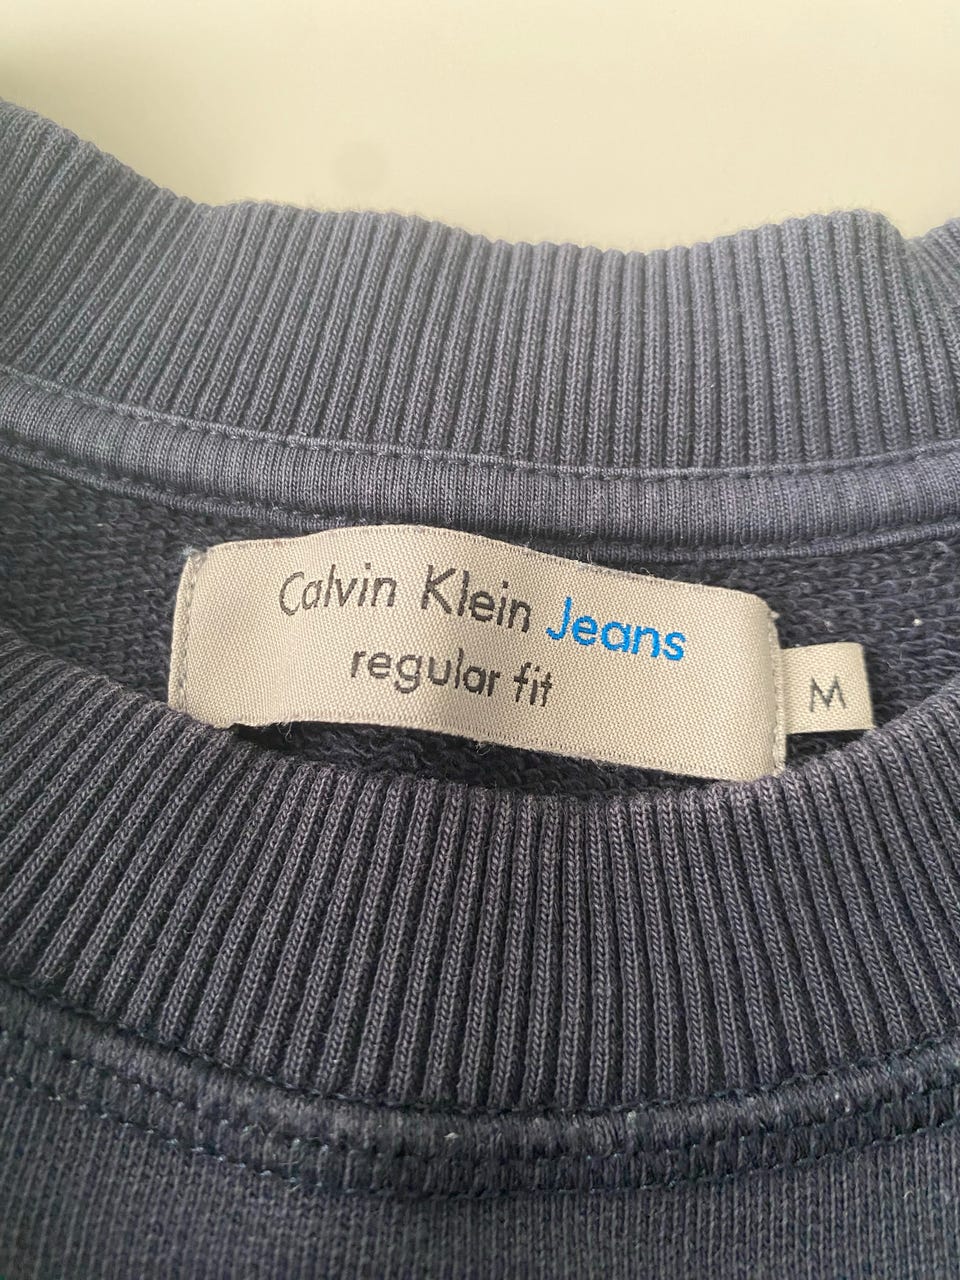 Calvin Klein Jeans
regular fit
M